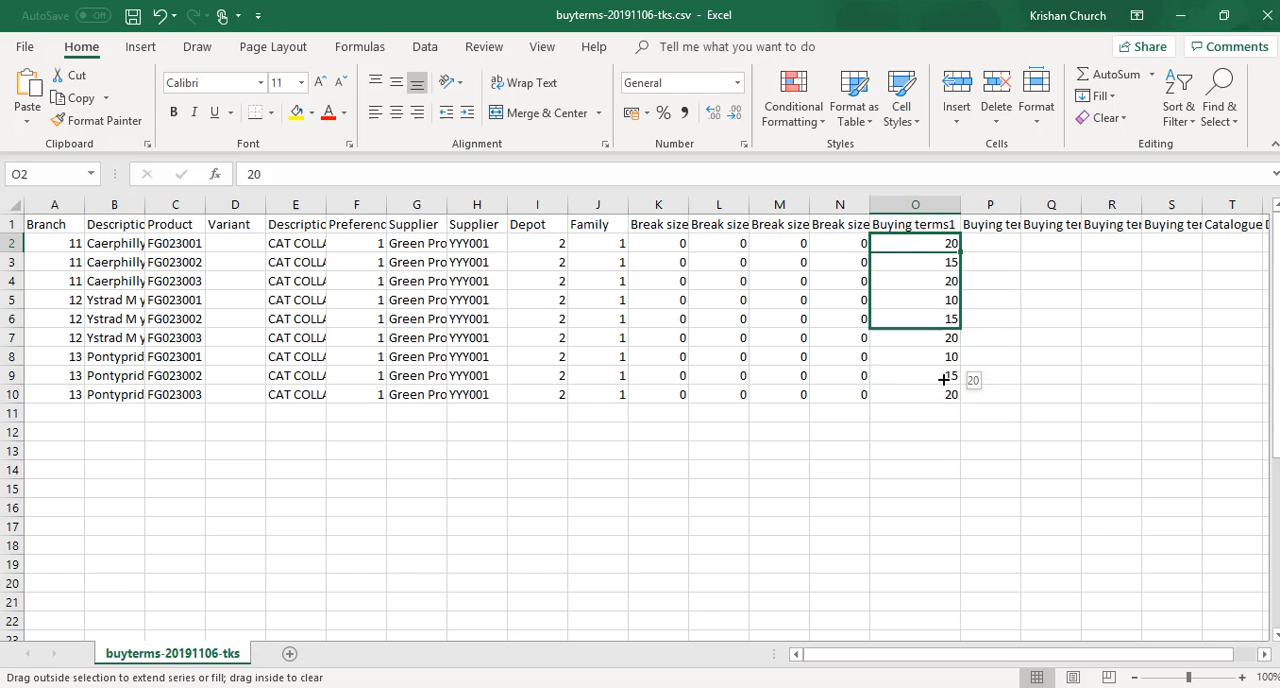 AutoSave Off buyterms-20191106-tks.csv - Excel Krishan Church
File Home Insert Draw Page Layout Formulas Data Review View Help Tell me what you want to do Share Comments
Paste Cut Copy Format Painter Clipboard
Calibri 11 A A B I U A Font
Wrap Text Merge & Center Alignment
General % Number
Conditional Formatting Format as Table Cell Styles Styles
Insert Delete Format Cells
AutoSum Fill Clear Sort & Filter Find & Select Editing
O2 fx 20
A B C D E F G H I J K L M N O P Q R S T
1 Branch Descriptic Product Variant Descriptic Preferenc Supplier Supplier Depot Family Break size Break size Break size Break size Buying terms1 Buying ter Buying ter Buying ter Buying ter Catalogue D
2 11 Caerphilly FG023001 CAT COLLA 1 Green Pro YYY001 2 1 0 0 0 0 20
3 11 Caerphilly FG023002 CAT COLLA 1 Green Pro YYY001 2 1 0 0 0 0 15
4 11 Caerphilly FG023003 CAT COLLA 1 Green Pro YYY001 2 1 0 0 0 0 20
5 12 Ystrad M y FG023001 CAT COLLA 1 Green Pro YYY001 2 1 0 0 0 0 10
6 12 Ystrad M y FG023002 CAT COLLA 1 Green Pro YYY001 2 1 0 0 0 0 15
7 12 Ystrad M y FG023003 CAT COLLA 1 Green Pro YYY001 2 1 0 0 0 0 20
8 13 Pontyprid FG023001 CAT COLLA 1 Green Pro YYY001 2 1 0 0 0 0 10
9 13 Pontyprid FG023002 CAT COLLA 1 Green Pro YYY001 2 1 0 0 0 0 15 20
10 13 Pontyprid FG023003 CAT COLLA 1 Green Pro YYY001 2 1 0 0 0 0 20
11
12
13
14
15
16
17
18
19
20
21
22
23
buyterms-20191106-tks
Drag outside selection to extend series or fill; drag inside to clear 100%